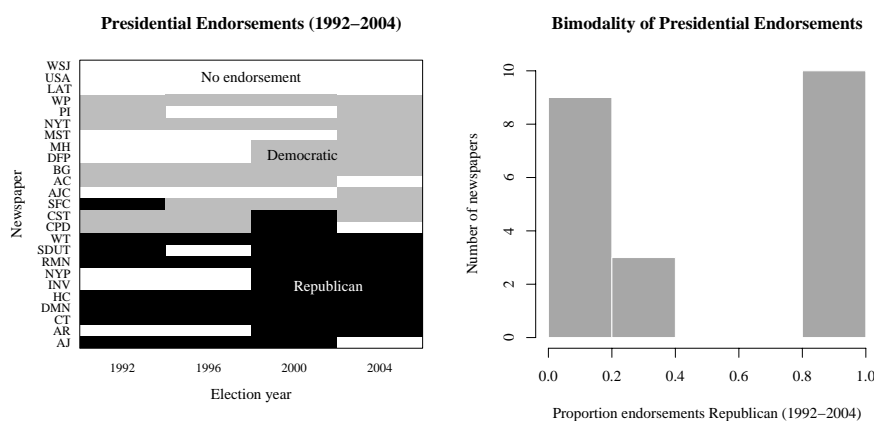 Presidential Endorsements (1992−2004)
Newspaper
WSJ
USA
LAT
WP
PI
NYT
MST
MH
DFP
BG
AC
AJC
SFC
CST
CPD
WT
SDUT
RMN
NYP
INV
HC
DMN
CT
AR
AJ
No endorsement
Democratic
Republican
1992 1996 2000 2004
Election year
Bimodality of Presidential Endorsements
Number of newspapers
10
8
6
4
2
0
0.0 0.2 0.4 0.6 0.8 1.0
Proportion endorsements Republican (1992−2004)